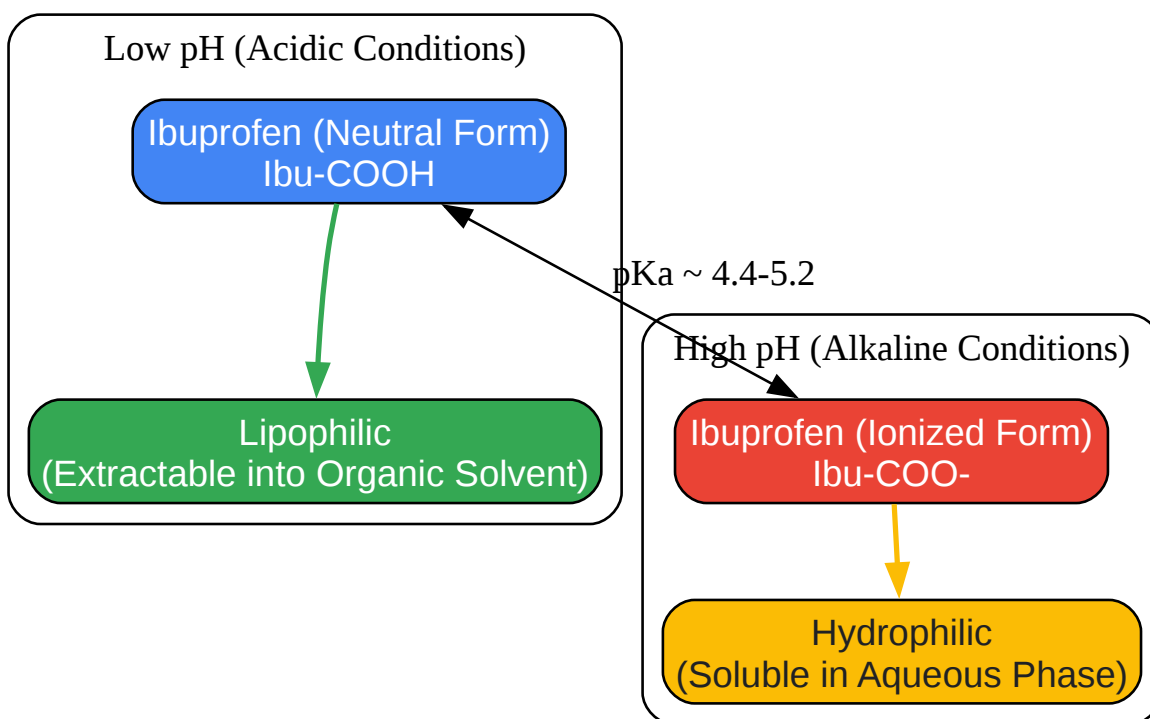 Low pH (Acidic Conditions)
Ibuprofen (Neutral Form)
Ibu-COOH
pKa ~ 4.4-5.2
Lipophilic
(Extractable into Organic Solvent)
High pH (Alkaline Conditions)
Ibuprofen (Ionized Form)
Ibu-COO-
Hydrophilic
(Soluble in Aqueous Phase)